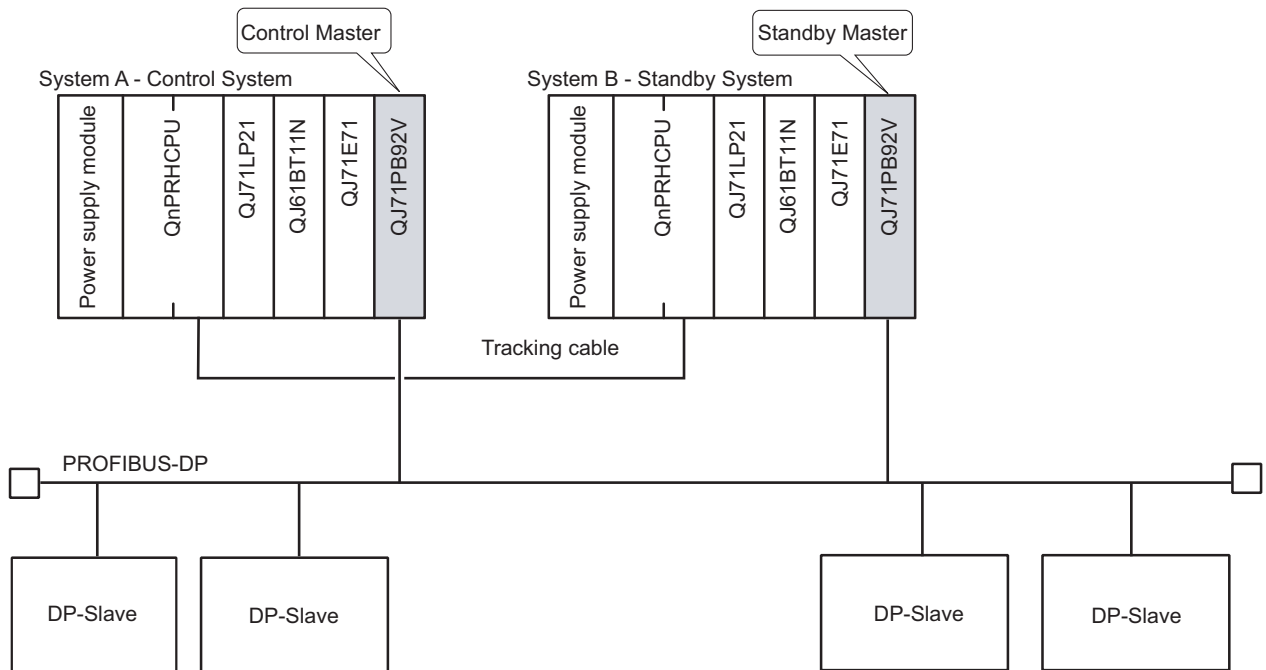 Control Master
Standby Master
System A - Control System
System B - Standby System
Power supply module
QnPRHCPU
QJ71LP21
QJ61BT11N
QJ71E71
QJ71PB92V
Power supply module
QnPRHCPU
QJ71LP21
QJ61BT11N
QJ71E71
QJ71PB92V
Tracking cable
PROFIBUS-DP
DP-Slave
DP-Slave
DP-Slave
DP-Slave